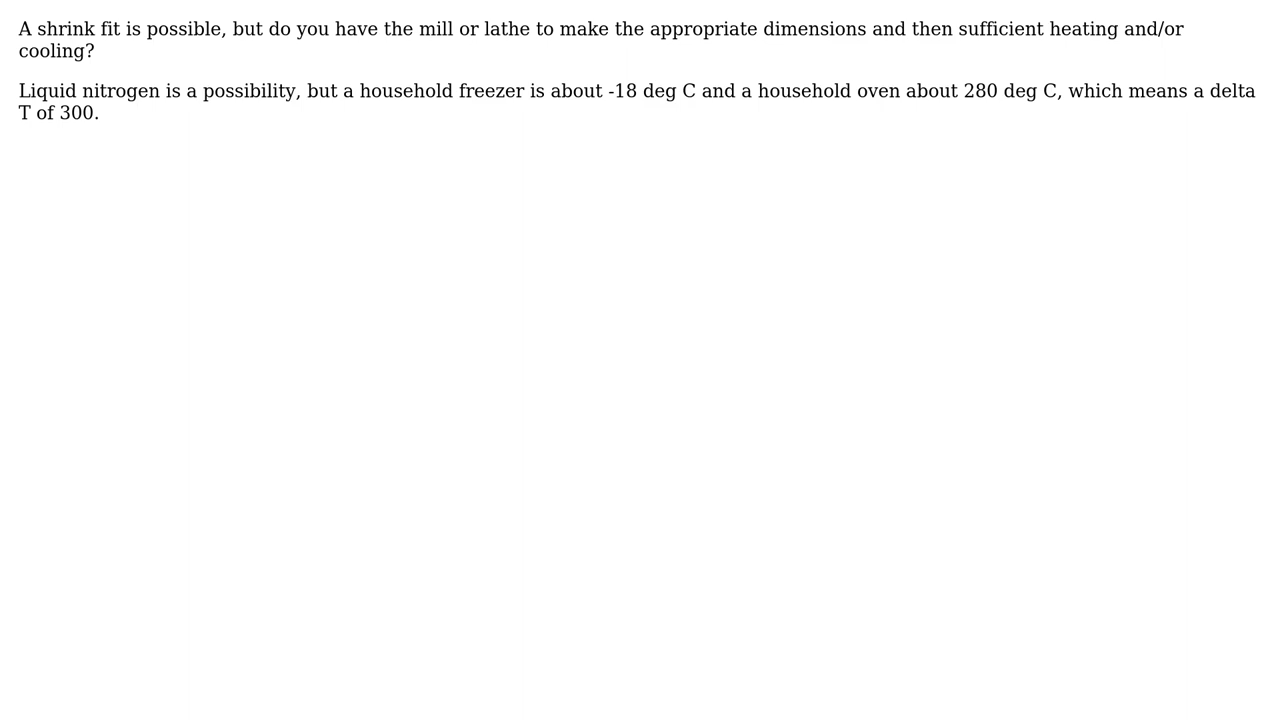 A shrink fit is possible, but do you have the mill or lathe to make the appropriate dimensions and then sufficient heating and/or
cooling?
Liquid nitrogen is a possibility, but a household freezer is about -18 deg C and a household oven about 280 deg C, which means a delta
T of 300.